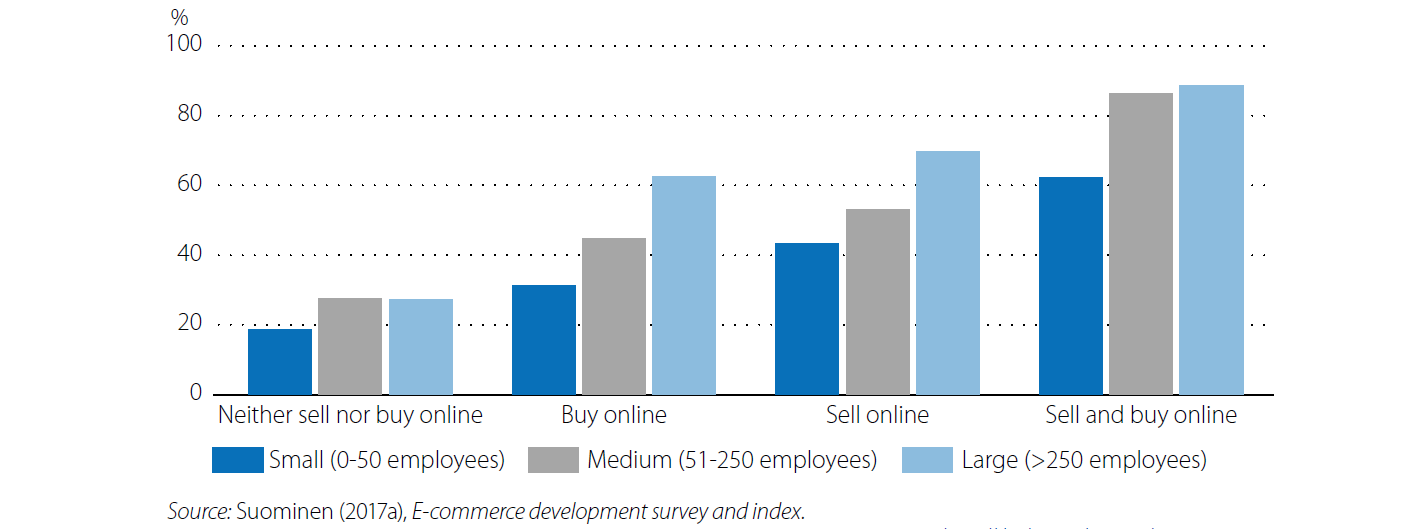 %
100
80
60
40
20
0
Neither sell nor buy online
Buy online
Sell online
Sell and buy online
Small (0-50 employees)
Medium (51-250 employees)
Large (>250 employees)
Source: Suominen (2017a), E-commerce development survey and index.